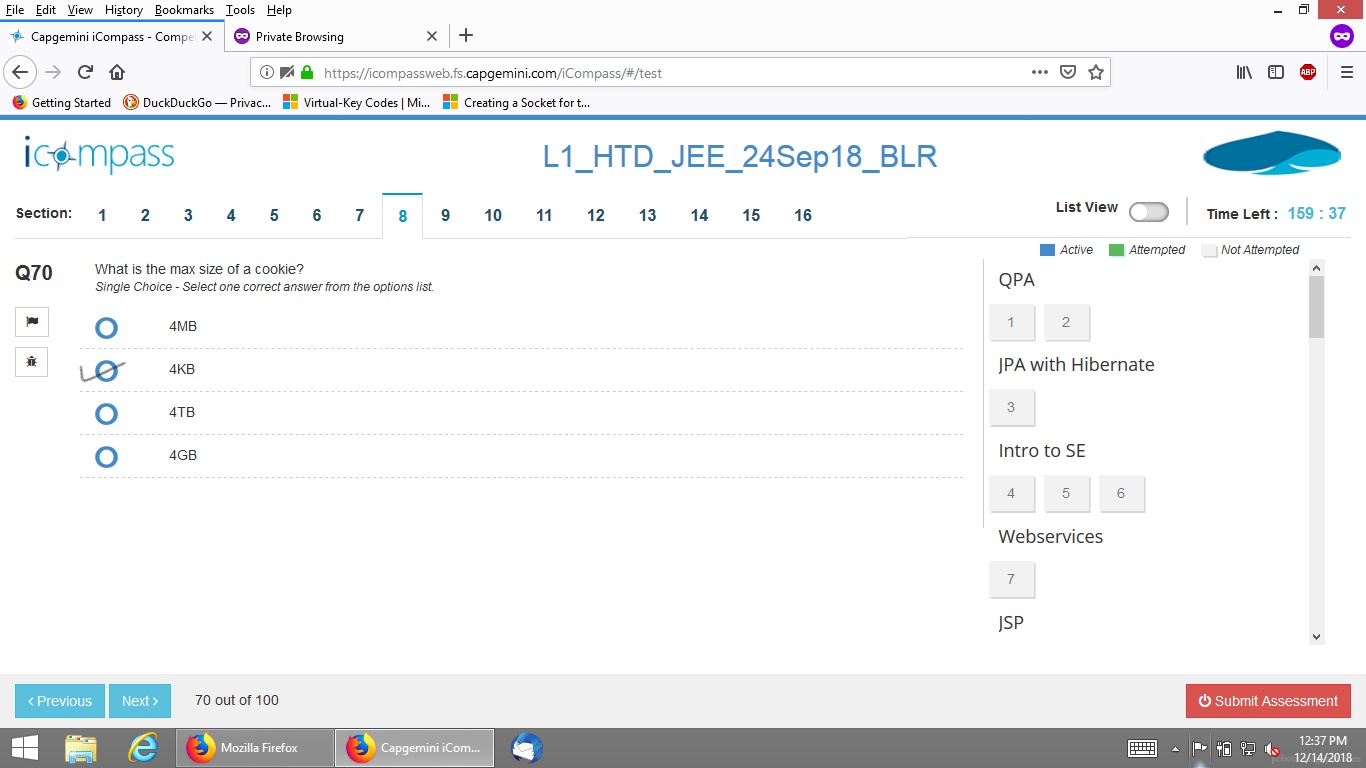 File Edit View History Bookmarks Tools Help
Capgemini iCompass - Compe
Private Browsing
https://icompassweb.fs.capgemini.com/iCompass/#/test
ABP
Getting Started
DuckDuckGo — Privac...
Virtual-Key Codes | Mi...
Creating a Socket for t...
icompass
L1_HTD_JEE_24Sep18_BLR
Section: 1 2 3 4 5 6 7 8 9 10 11 12 13 14 15 16
List View
Time Left : 159 : 37
Active Attempted Not Attempted
Q70
What is the max size of a cookie?
Single Choice - Select one correct answer from the options list.
4MB
4KB
4TB
4GB
QPA
1 2
JPA with Hibernate
3
Intro to SE
4 5 6
Webservices
7
JSP
‹ Previous
Next ›
70 out of 100
Submit Assessment
Mozilla Firefox
Capgemini iCom...
12:37 PM
12/14/2018